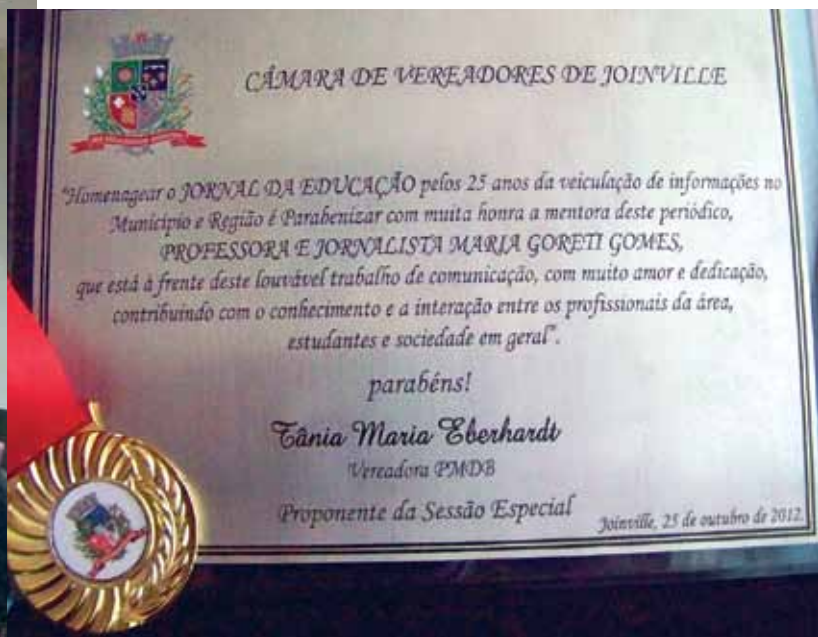 CÂMARA DE VEREADORES DE JOINVILLE
"Homenagear o JORNAL DA EDUCAÇÃO pelos 25 anos da veiculação de informações no
Município e Região é Parabenizar com muita honra a mentora deste periódico,
PROFESSORA E JORNALISTA MARIA GORETI GOMES,
que está à frente deste louvável trabalho de comunicação, com muito amor e dedicação,
contribuindo com o conhecimento e a interação entre os profissionais da área,
estudantes e sociedade em geral".
parabéns!
Tânia Maria Eberhardt
Vereadora PMDB
Proponente da Sessão Especial
Joinville, 25 de outubro de 2012.